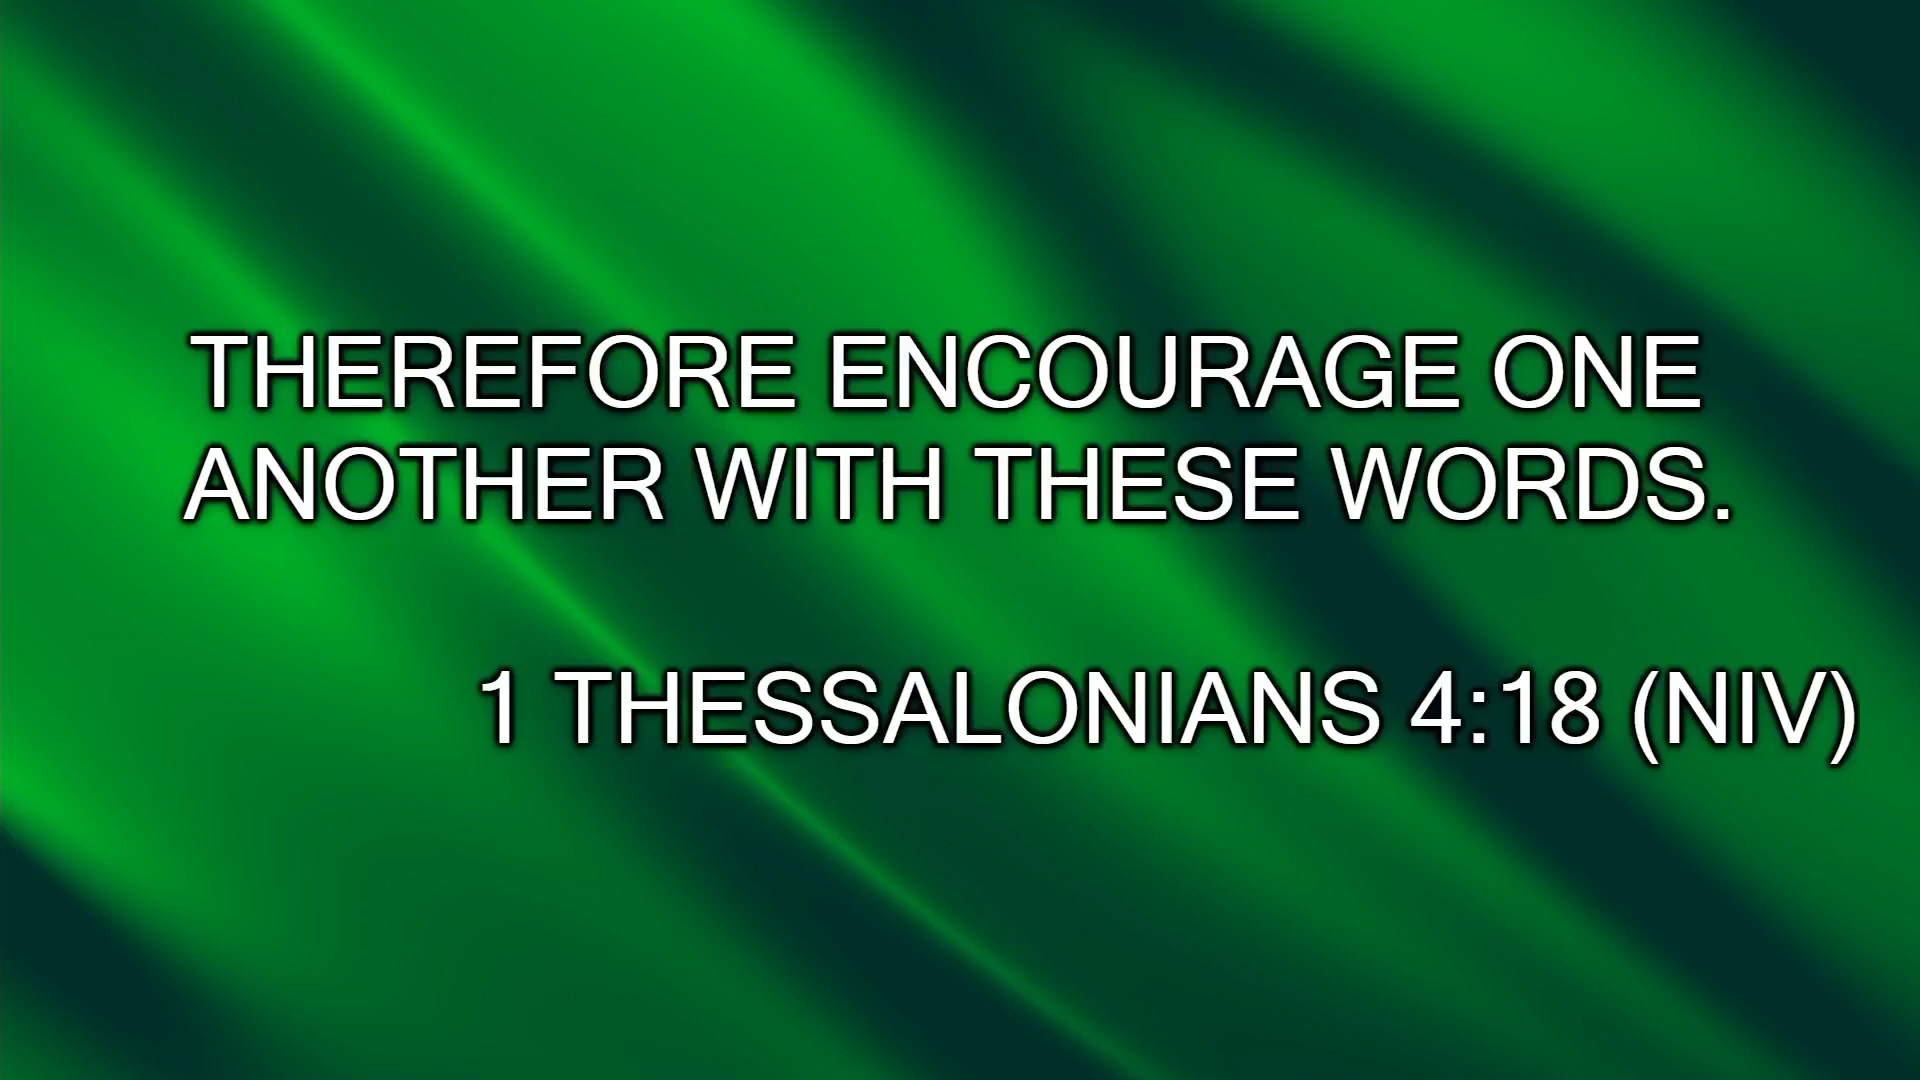 THEREFORE ENCOURAGE ONE
ANOTHER WITH THESE WORDS.
1 THESSALONIANS 4:18 (NIV)